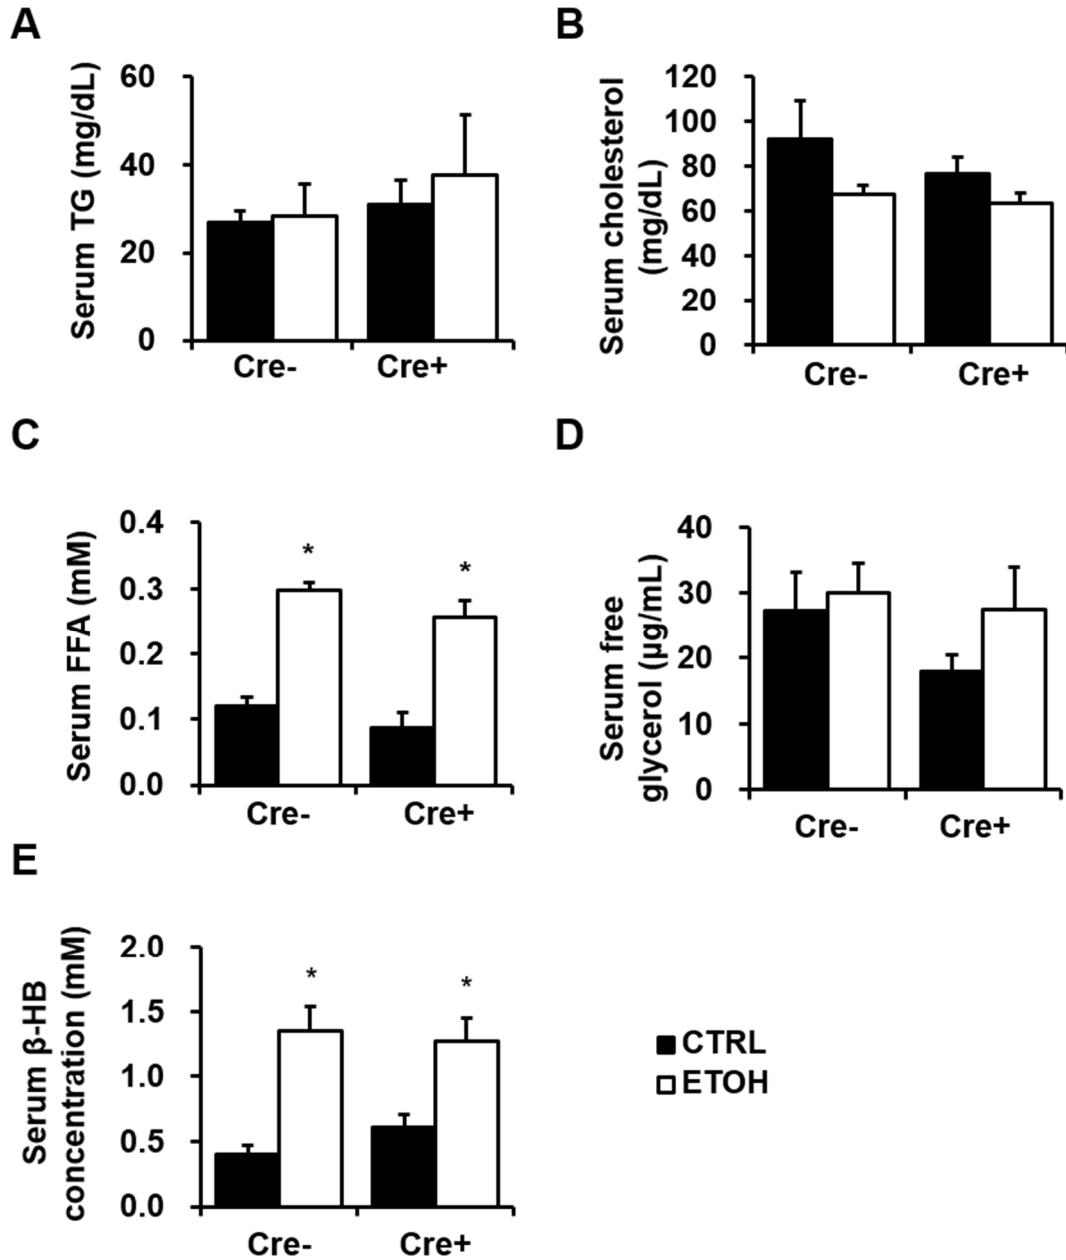 A
Serum TG (mg/dL)
60
40
20
0
Cre- Cre+
B
Serum cholesterol
(mg/dL)
120
100
80
60
40
20
0
Cre- Cre+
C
Serum FFA (mM)
0.4
0.3
0.2
0.1
0.0
* *
Cre- Cre+
D
Serum free
glycerol (µg/mL)
40
30
20
10
0
Cre- Cre+
E
Serum β-HB
concentration (mM)
2.0
1.5
1.0
0.5
0.0
* *
Cre- Cre+
CTRL
ETOH